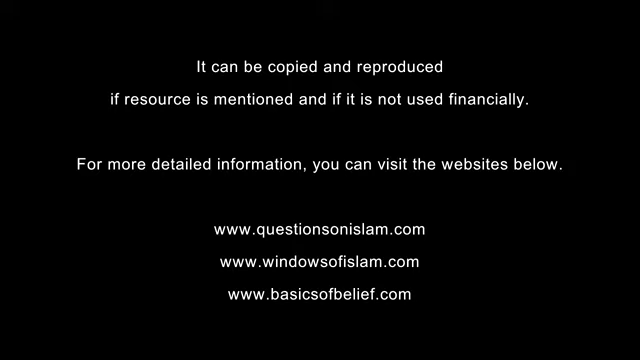 It can be copied and reproduced
if resource is mentioned and if it is not used financially.
For more detailed information, you can visit the websites below.
www.questionsonislam.com
www.windowsofislam.com
www.basicsofbelief.com